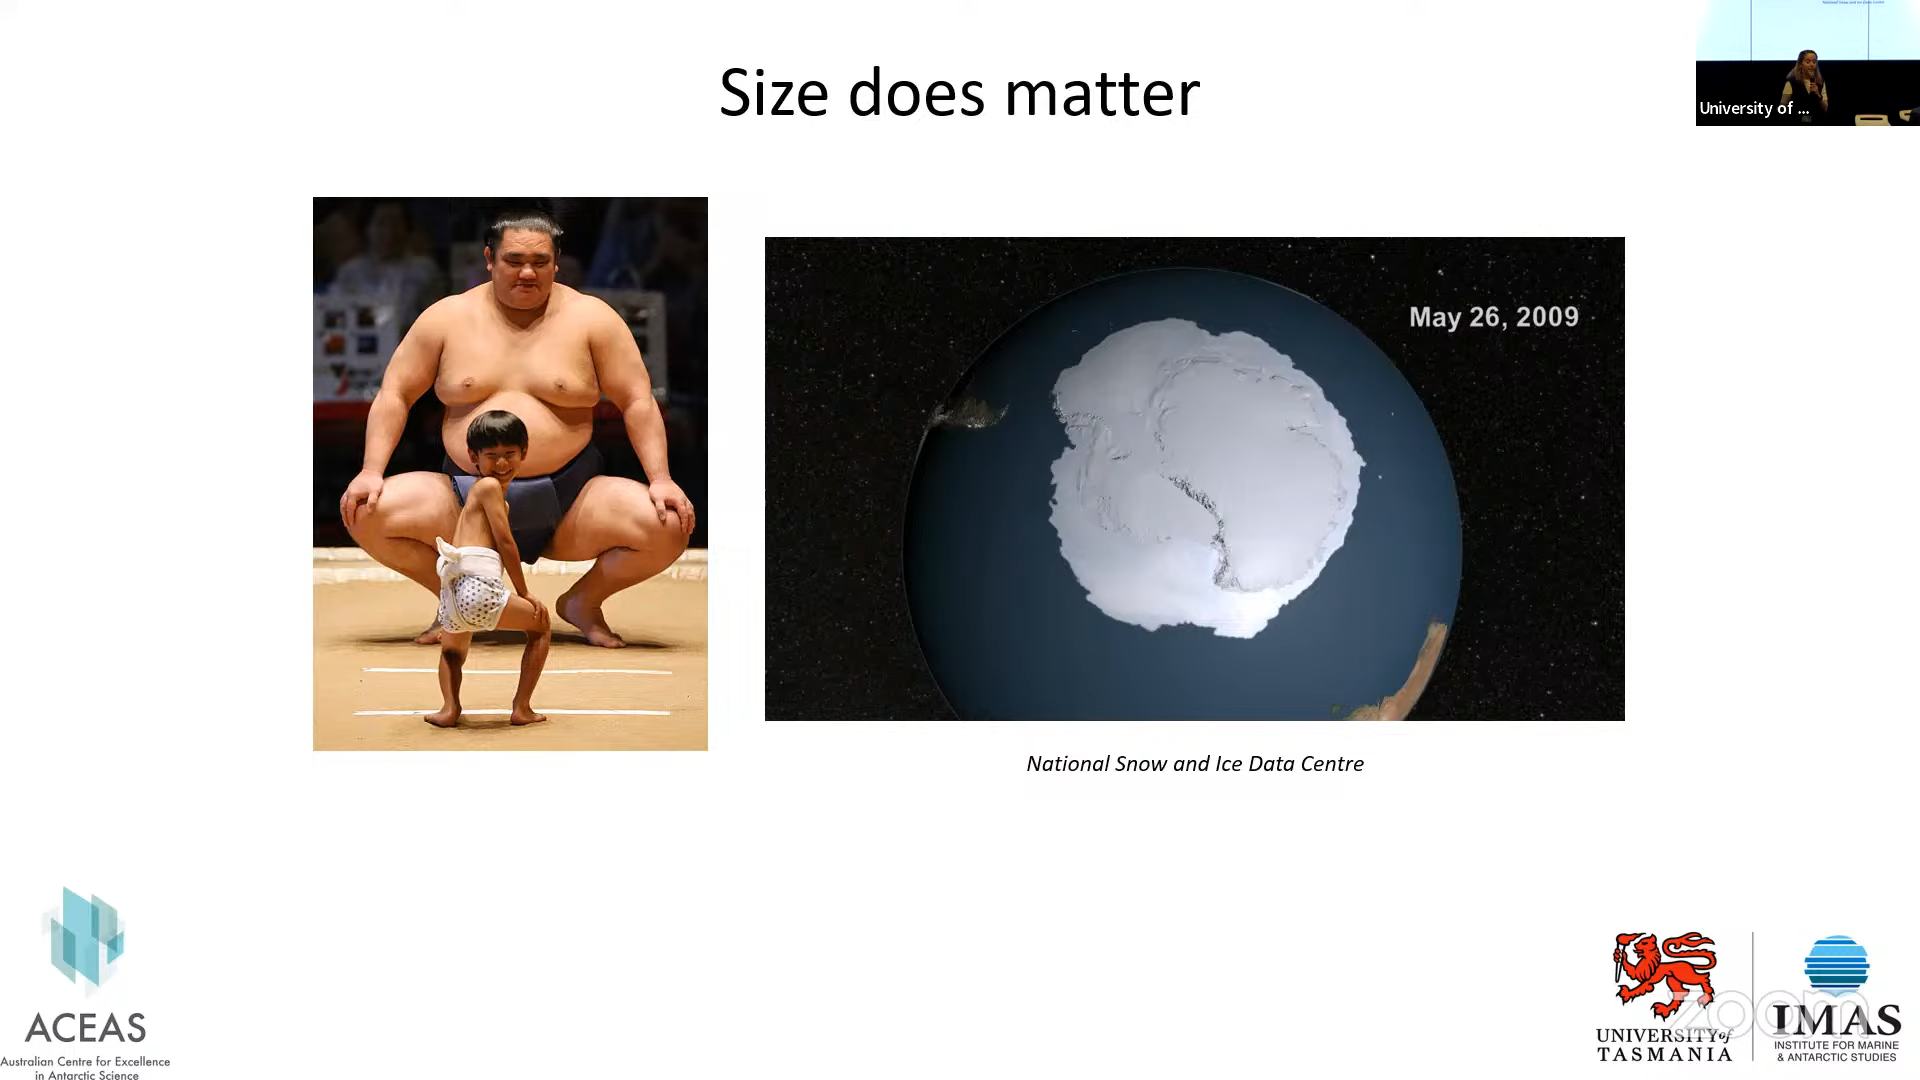 Size does matter
University of ...
May 26, 2009
National Snow and Ice Data Centre
ACEAS
Australian Centre for Excellence
in Antarctic Science
UNIVERSITY of
TASMANIA
zoom
IMAS
INSTITUTE FOR MARINE
& ANTARCTIC STUDIES